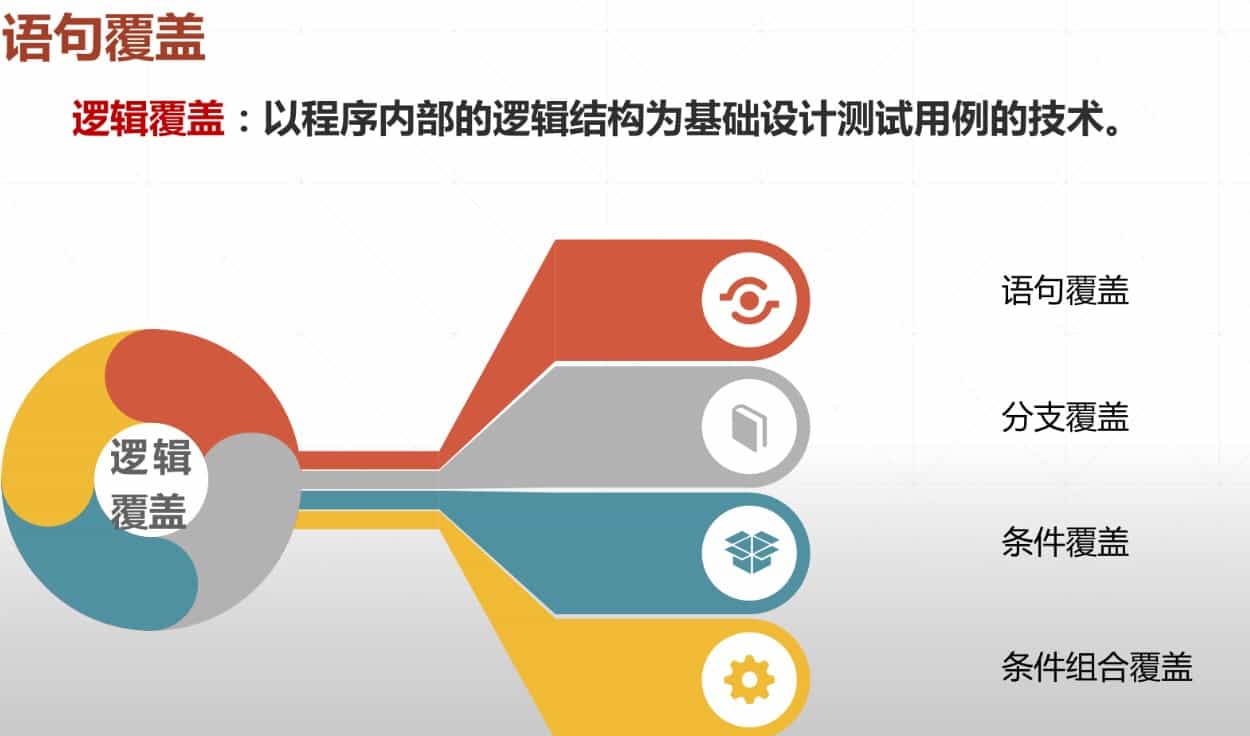 语句覆盖
逻辑覆盖：以程序内部的逻辑结构为基础设计测试用例的技术。
逻辑
覆盖
语句覆盖
分支覆盖
条件覆盖
条件组合覆盖